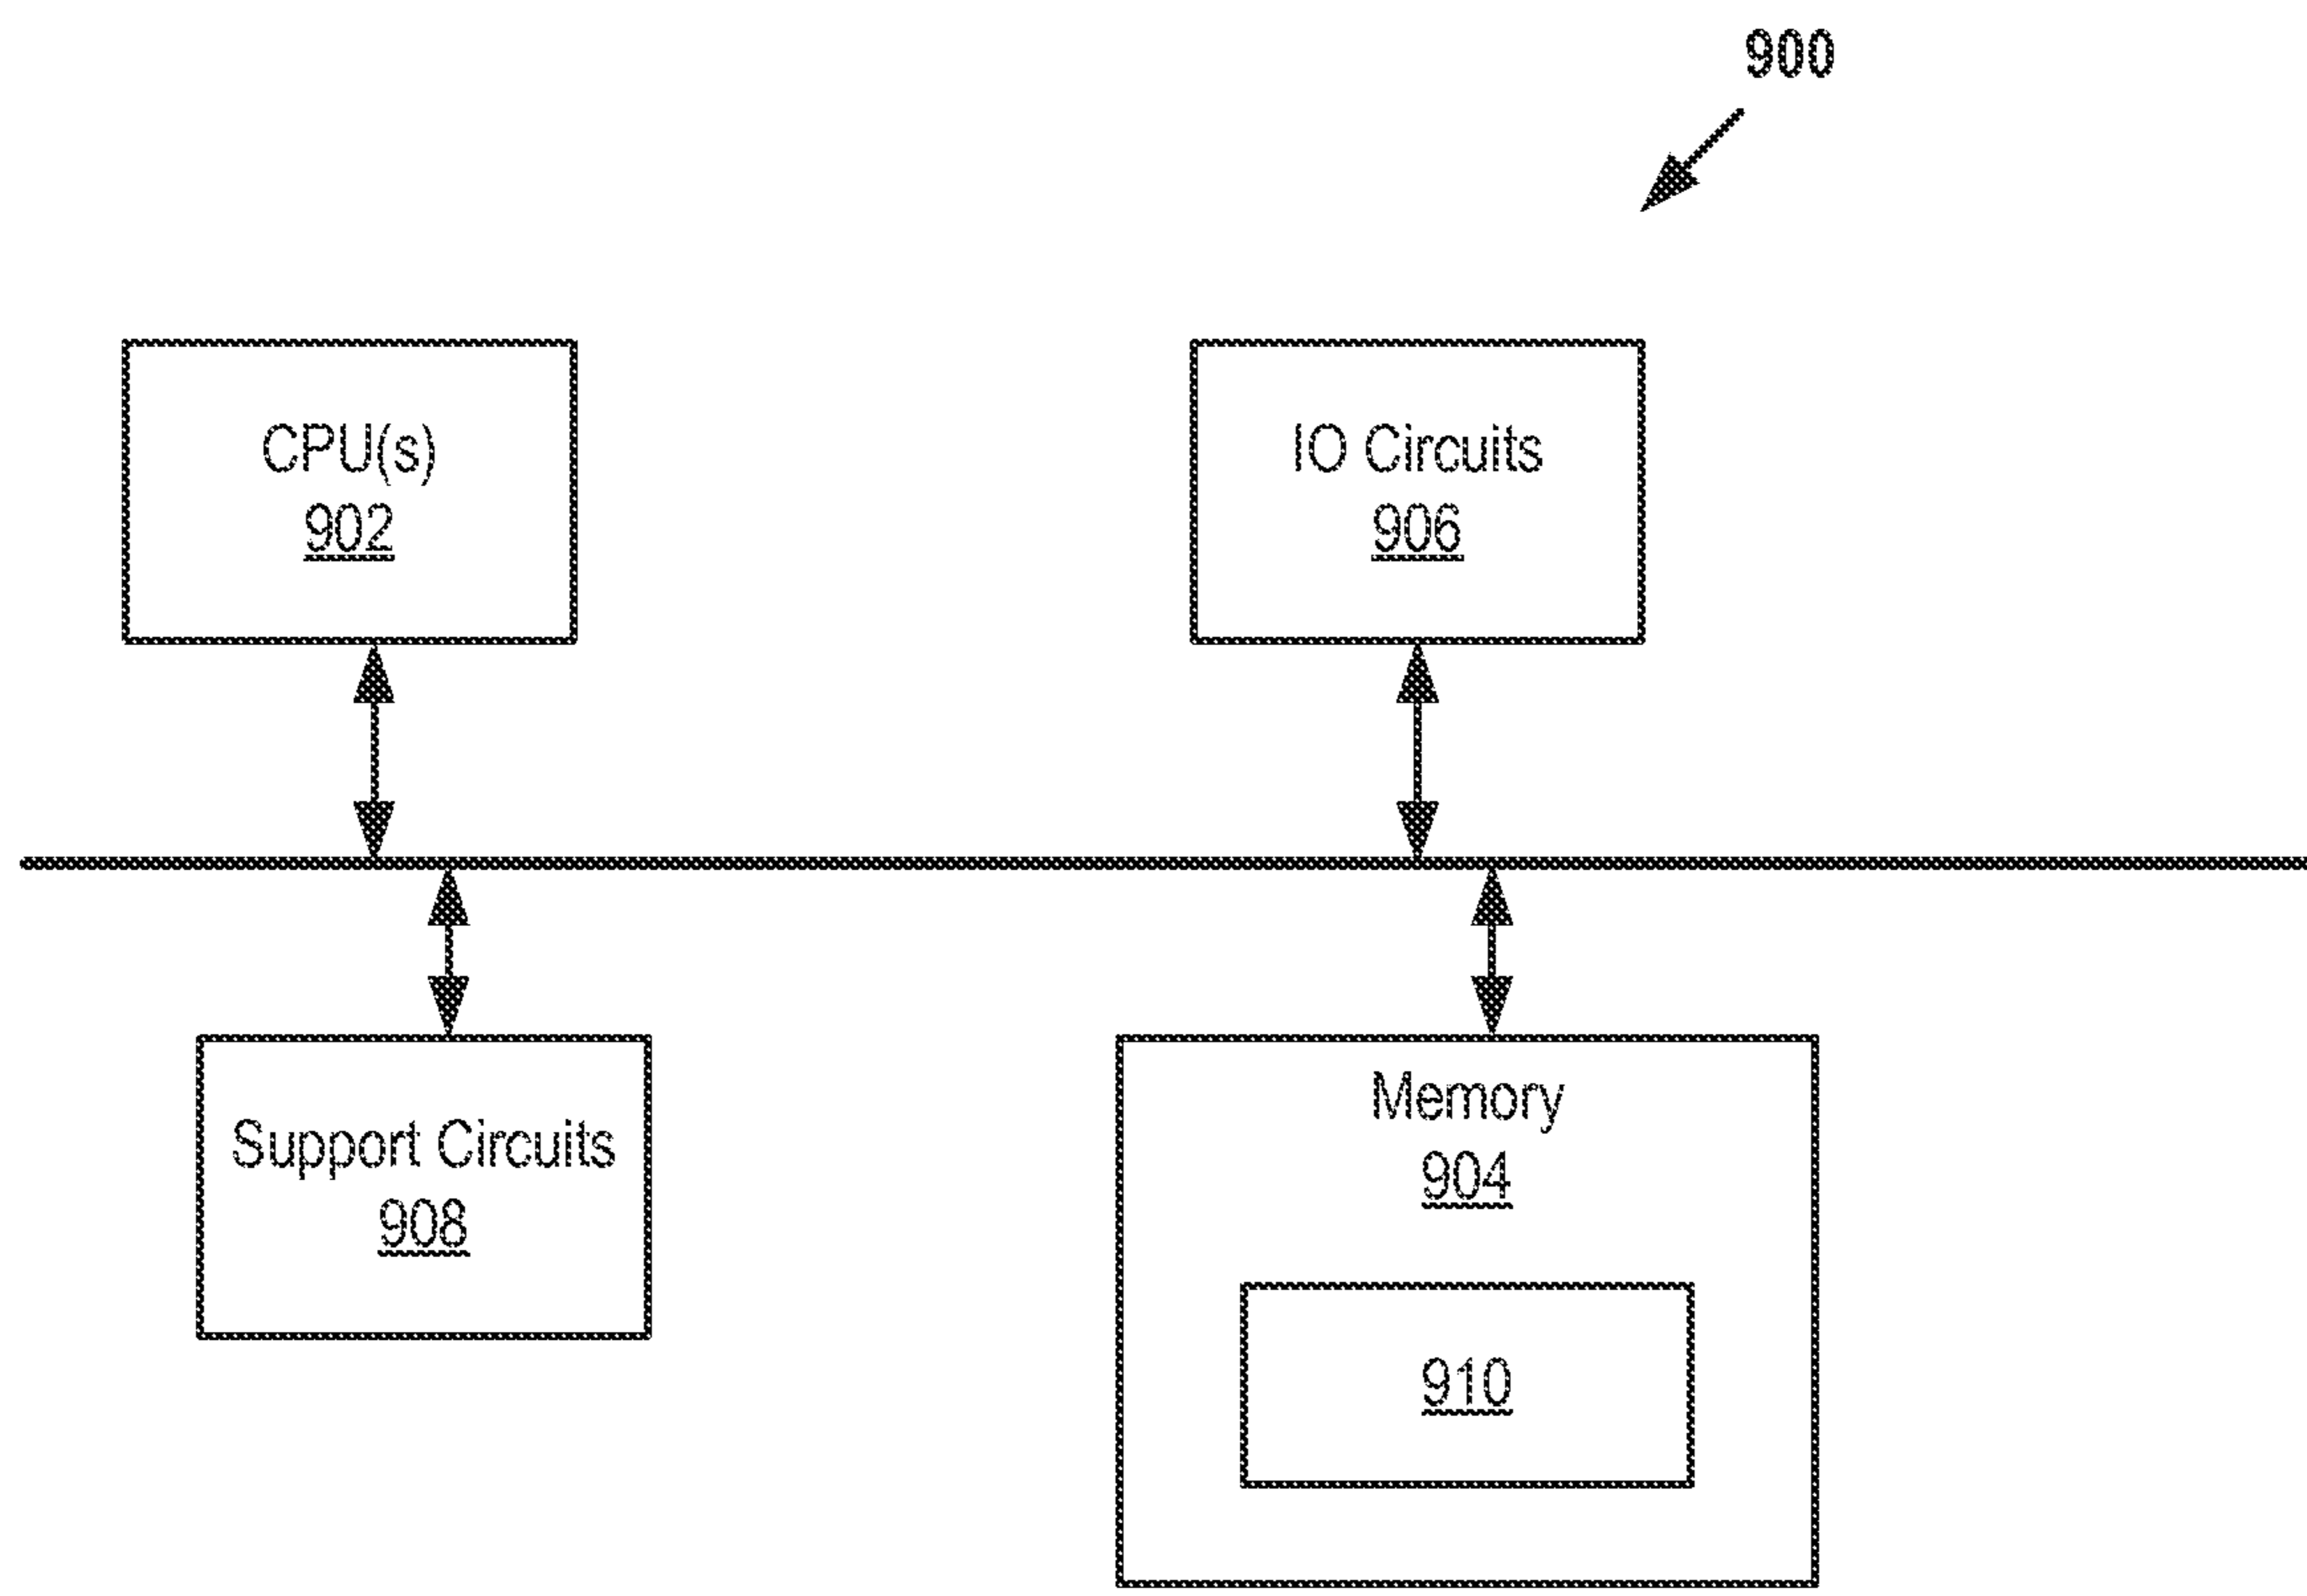 900
CPU(s)
902
IO Circuits
906
Support Circuits
908
Memory
904
910